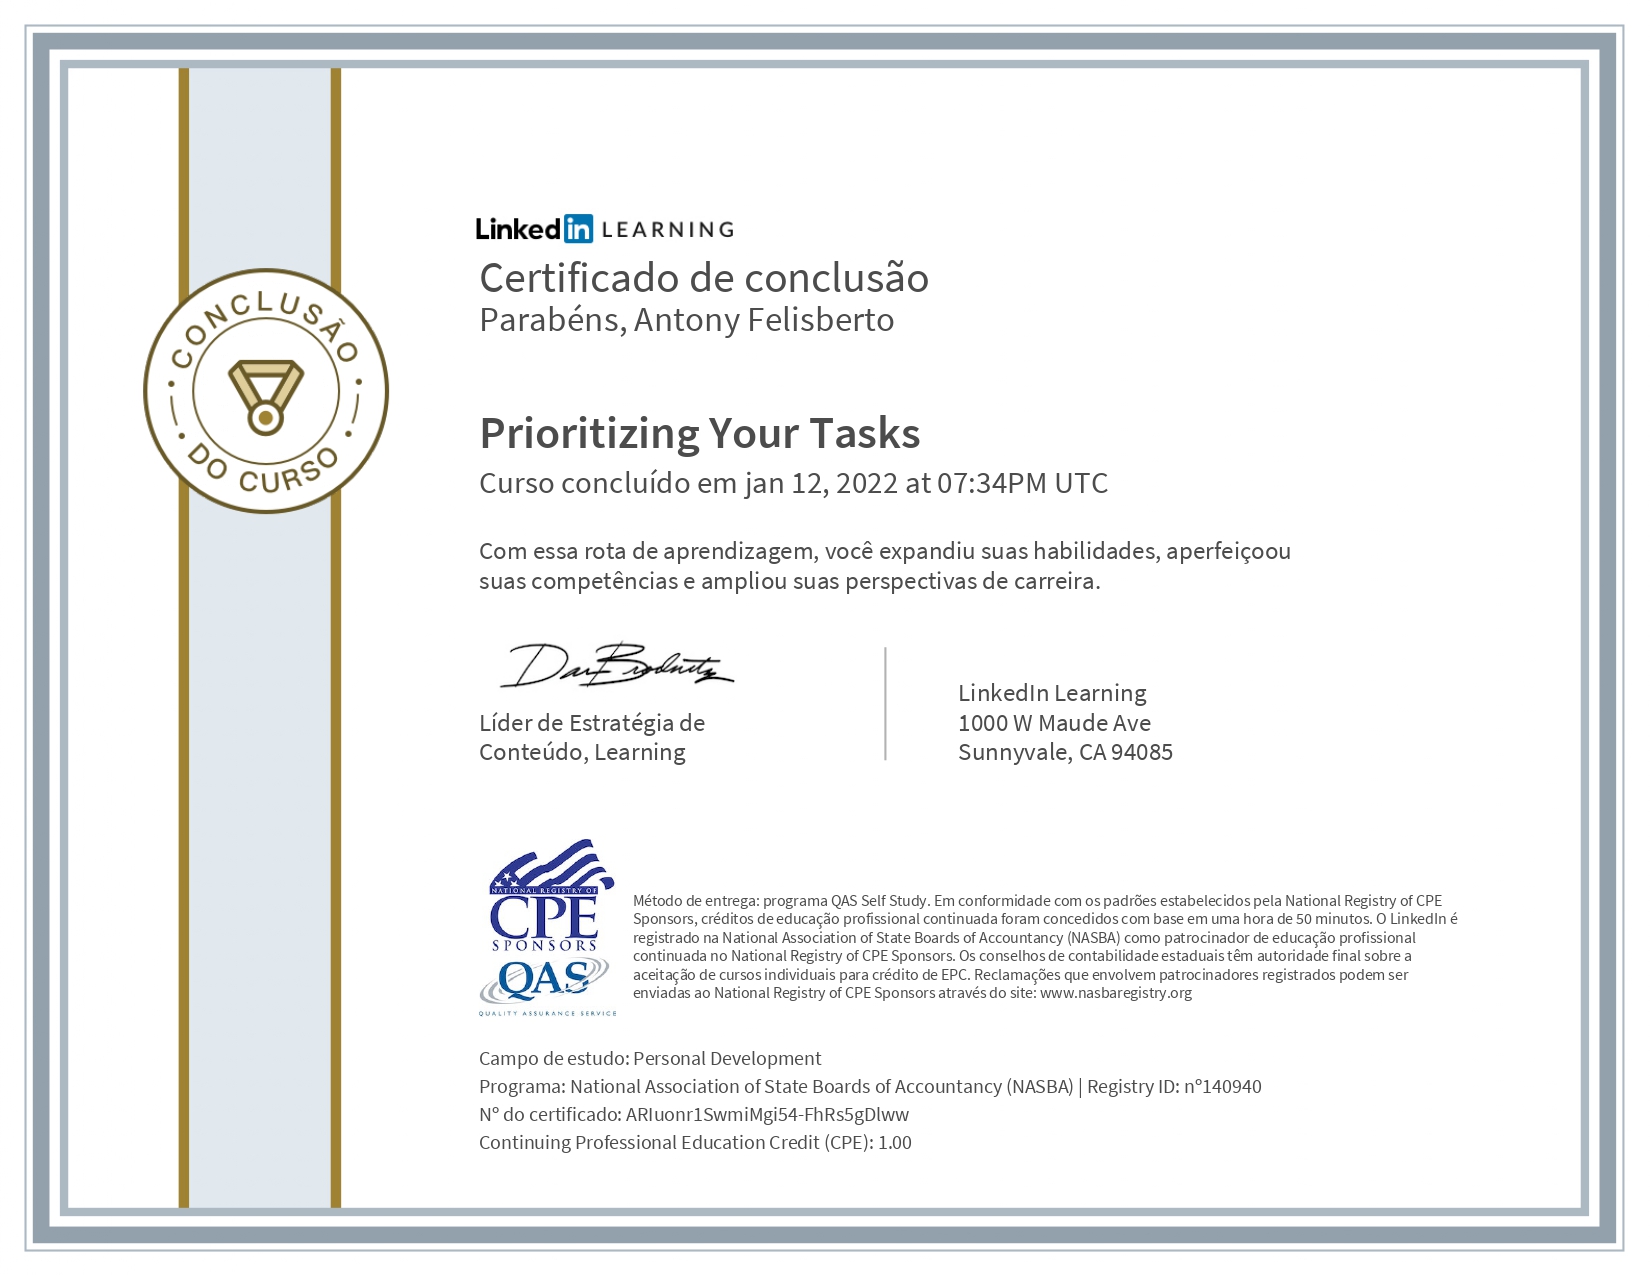 CONCLUSÃO
DO CURSO
Linked in LEARNING
Certificado de conclusão
Parabéns, Antony Felisberto
Prioritizing Your Tasks
Curso concluído em jan 12, 2022 at 07:34PM UTC
Com essa rota de aprendizagem, você expandiu suas habilidades, aperfeiçoou
suas competências e ampliou suas perspectivas de carreira.
Dan Brodnitz
Líder de Estratégia de
Conteúdo, Learning
LinkedIn Learning
1000 W Maude Ave
Sunnyvale, CA 94085
NATIONAL REGISTRY OF
CPE
SPONSORS
QAS
QUALITY ASSURANCE SERVICE
Método de entrega: programa QAS Self Study. Em conformidade com os padrões estabelecidos pela National Registry of CPE
Sponsors, créditos de educação profissional continuada foram concedidos com base em uma hora de 50 minutos. O LinkedIn é
registrado na National Association of State Boards of Accountancy (NASBA) como patrocinador de educação profissional
continuada no National Registry of CPE Sponsors. Os conselhos de contabilidade estaduais têm autoridade final sobre a
aceitação de cursos individuais para crédito de EPC. Reclamações que envolvem patrocinadores registrados podem ser
enviadas ao National Registry of CPE Sponsors através do site: www.nasbaregistry.org
Campo de estudo: Personal Development
Programa: National Association of State Boards of Accountancy (NASBA) | Registry ID: nº140940
Nº do certificado: ARIuonr1SwmiMgi54-FhRs5gDlww
Continuing Professional Education Credit (CPE): 1.00